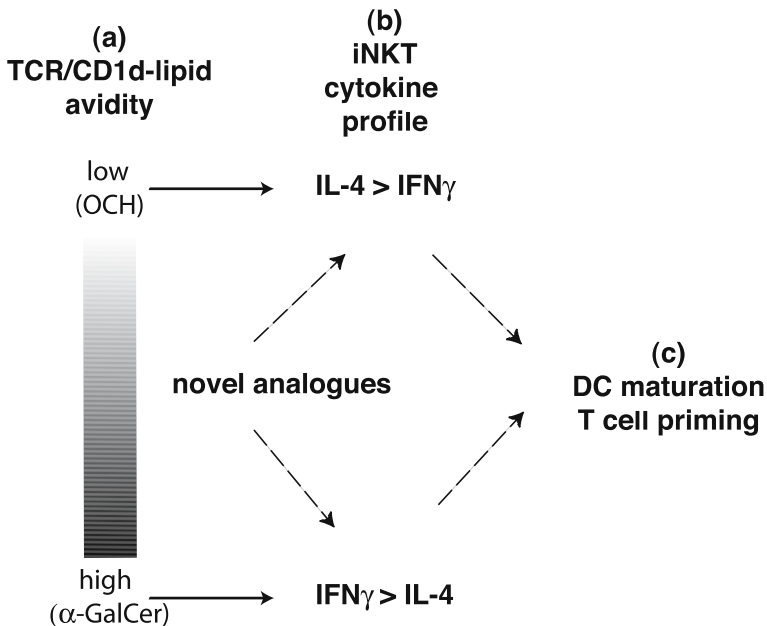 (a)
TCR/CD1d-lipid
avidity
(b)
iNKT
cytokine
profile
low
(OCH)
IL-4 > IFNγ
novel analogues
(c)
DC maturation
T cell priming
high
(α-GalCer)
IFNγ > IL-4